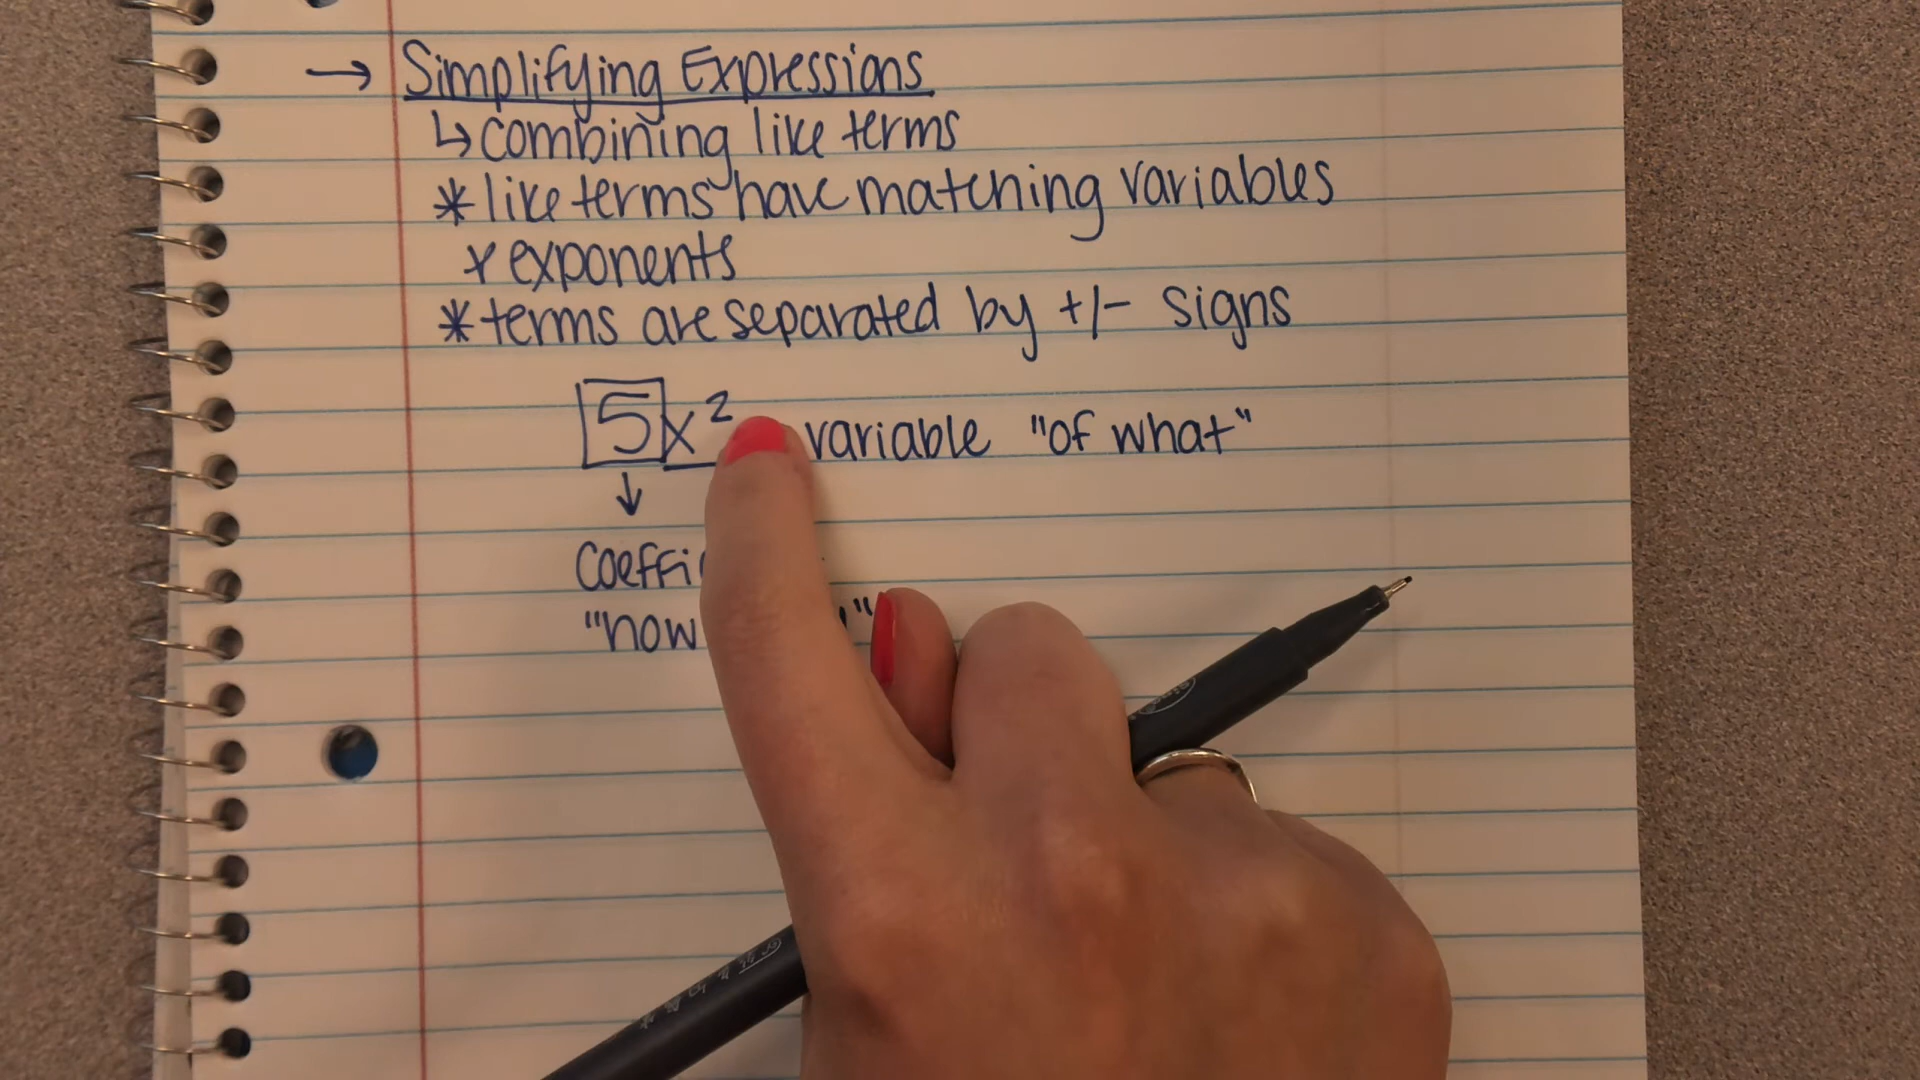 → Simplifying Expressions
↳ combining like terms
* like terms have matching variables
+ exponents
* terms are separated by +/- signs
5x² variable "of what"
↓
"how